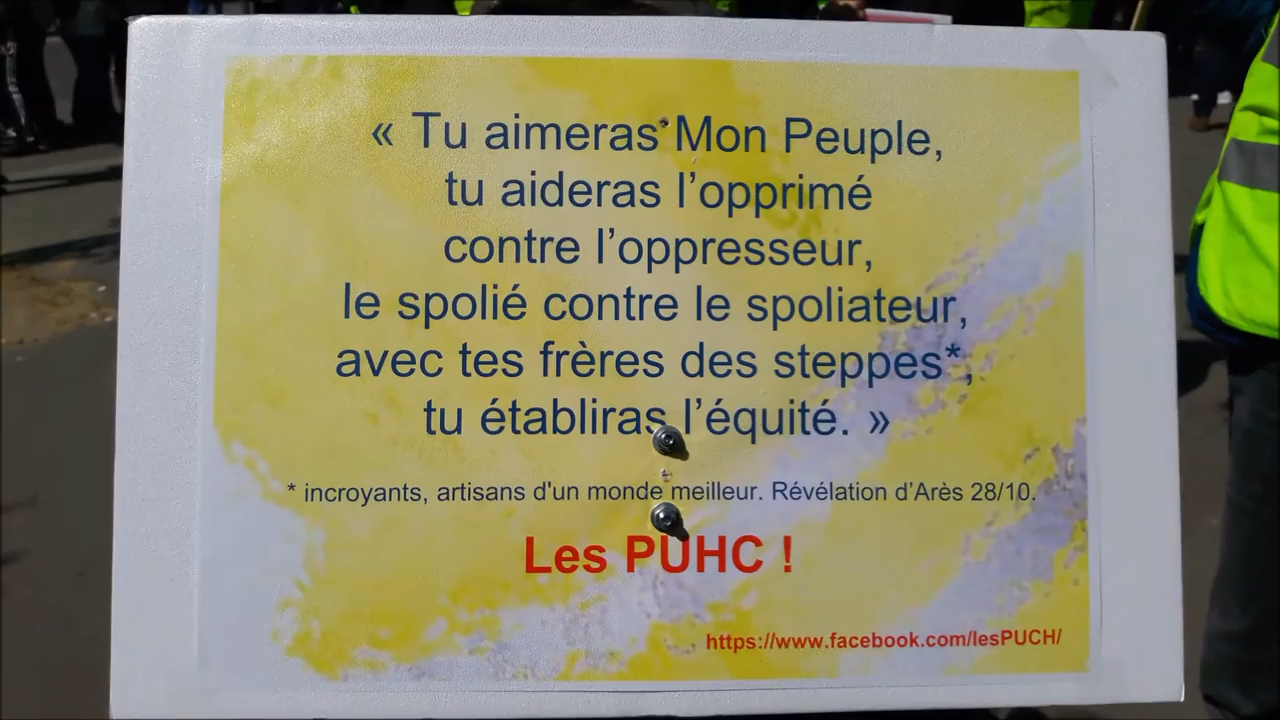 « Tu aimeras Mon Peuple,
tu aideras l’opprimé
contre l’oppresseur,
le spolié contre le spoliateur,
avec tes frères des steppes*,
tu établiras l’équité. »
* incroyants, artisans d'un monde meilleur. Révélation d’Arès 28/10.
Les PUHC !
https://www.facebook.com/lesPUCH/